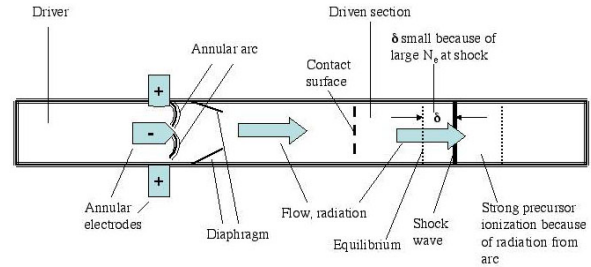 Driver
Driven section
δ small because of
large Ne at shock
Annular arc
Contact
surface
+
-
δ
+
Annular
electrodes
Diaphragm
Flow, radiation
Equilibrium
Shock
wave
Strong precursor
ionization because
of radiation from
arc